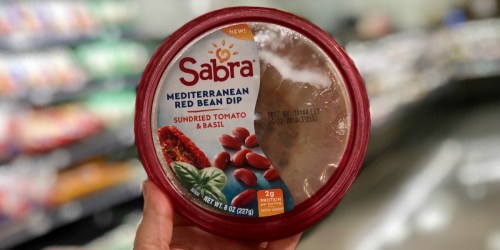 NEW!
Sabra
MEDITERRANEAN
RED BEAN DIP
SUNDRIED TOMATO
& BASIL
2g
PROTEIN
NET WT. 8 OZ (227g)